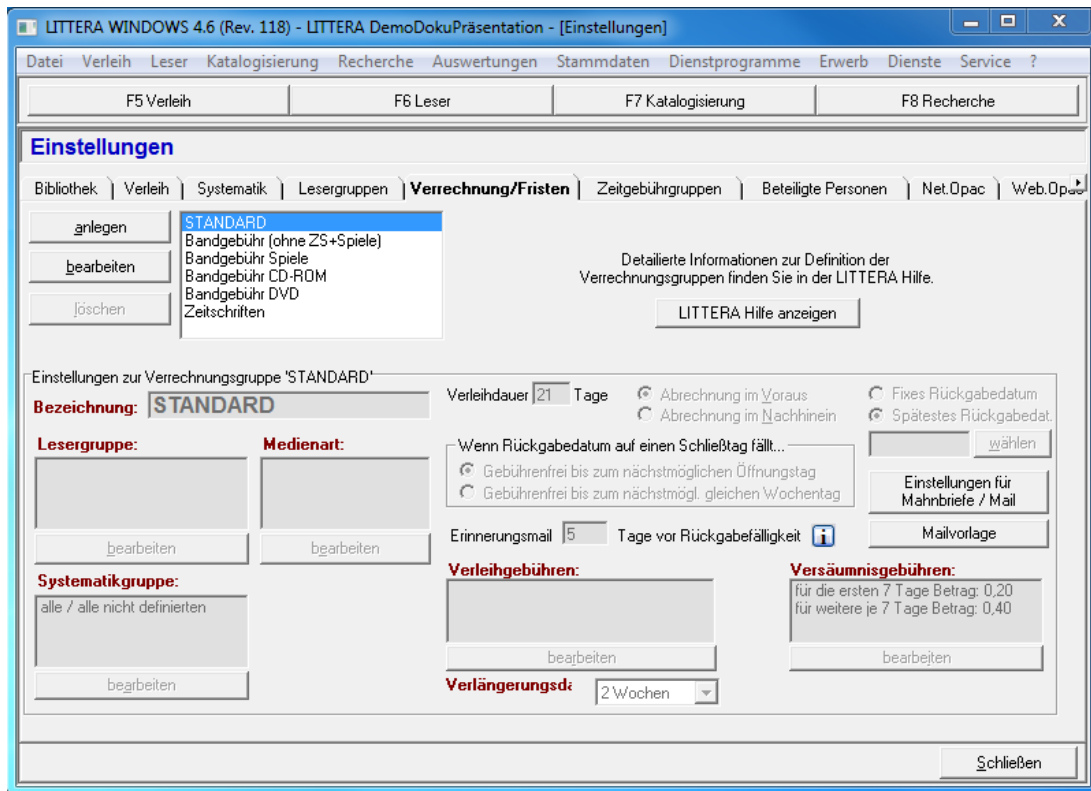 LITTERA WINDOWS 4.6 (Rev. 118) - LITTERA DemoDokuPräsentation - [Einstellungen]
Datei Verleih Leser Katalogisierung Recherche Auswertungen Stammdaten Dienstprogramme Erwerb Dienste Service ?
F5 Verleih F6 Leser F7 Katalogisierung F8 Recherche
Einstellungen
Bibliothek Verleih Systematik Lesergruppen Verrechnung/Fristen Zeitgebührgruppen Beteiligte Personen Net.Opac Web.Opac
anlegen
bearbeiten
löschen
STANDARD
Bandgebühr (ohne ZS+Spiele)
Bandgebühr Spiele
Bandgebühr CD-ROM
Bandgebühr DVD
Zeitschriften
Detailierte Informationen zur Definition der
Verrechnungsgruppen finden Sie in der LITTERA Hilfe.
LITTERA Hilfe anzeigen
Einstellungen zur Verrechnungsgruppe 'STANDARD'
Bezeichnung: STANDARD
Lesergruppe: Medienart:
bearbeiten bearbeiten
Systematikgruppe:
alle / alle nicht definierten
bearbeiten
Verleihdauer 21 Tage
Abrechnung im Voraus
Abrechnung im Nachhinein
Fixes Rückgabedatum
Spätestes Rückgabedat.
wählen
Wenn Rückgabedatum auf einen Schließtag fällt...
Gebührenfrei bis zum nächstmöglichen Öffnungstag
Gebührenfrei bis zum nächstmögl. gleichen Wochentag
Einstellungen für
Mahnbriefe / Mail
Erinnerungsmail 5 Tage vor Rückgabefälligkeit i
Mailvorlage
Verleihgebühren:
bearbeiten
Versäumnisgebühren:
für die ersten 7 Tage Betrag: 0,20
für weitere je 7 Tage Betrag: 0,40
bearbeiten
Verlängerungsda 2 Wochen
Schließen